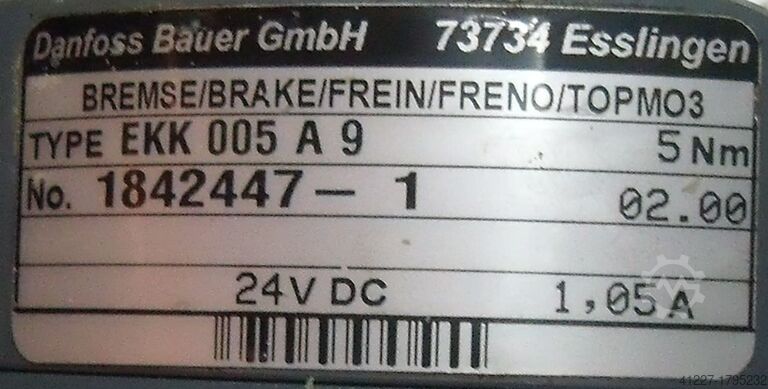 Danfoss Bauer GmbH 73734 Esslingen
BREMSE/BRAKE/FREIN/FRENO/TOPMO3
TYPE EKK 005 A 9 5 Nm
No. 1842447 - 1 02.00
24V DC 1,05 A
41227-1795232